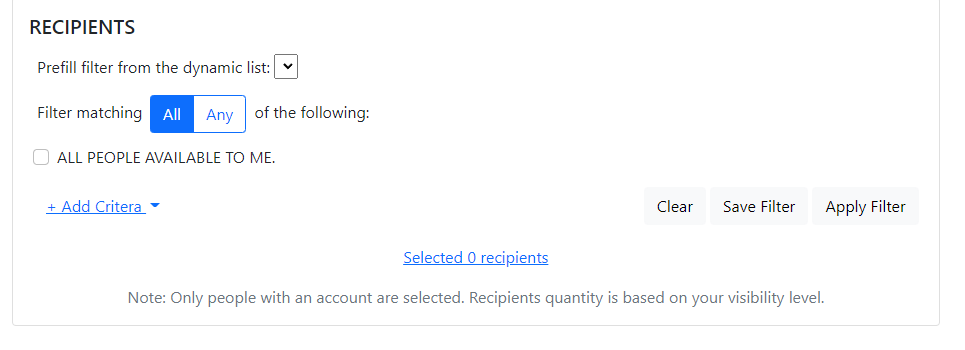 RECIPIENTS
Prefill filter from the dynamic list:
Filter matching All Any of the following:
ALL PEOPLE AVAILABLE TO ME.
+ Add Critera Clear Save Filter Apply Filter
Selected 0 recipients
Note: Only people with an account are selected. Recipients quantity is based on your visibility level.